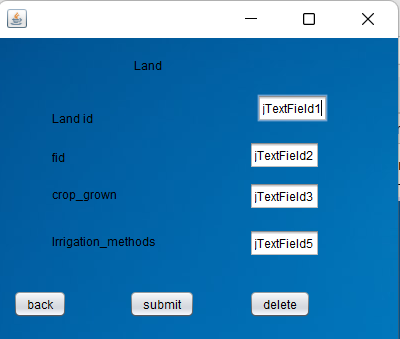 Land
Land id jTextField1
fid jTextField2
crop_grown jTextField3
Irrigation_methods jTextField5
back submit delete